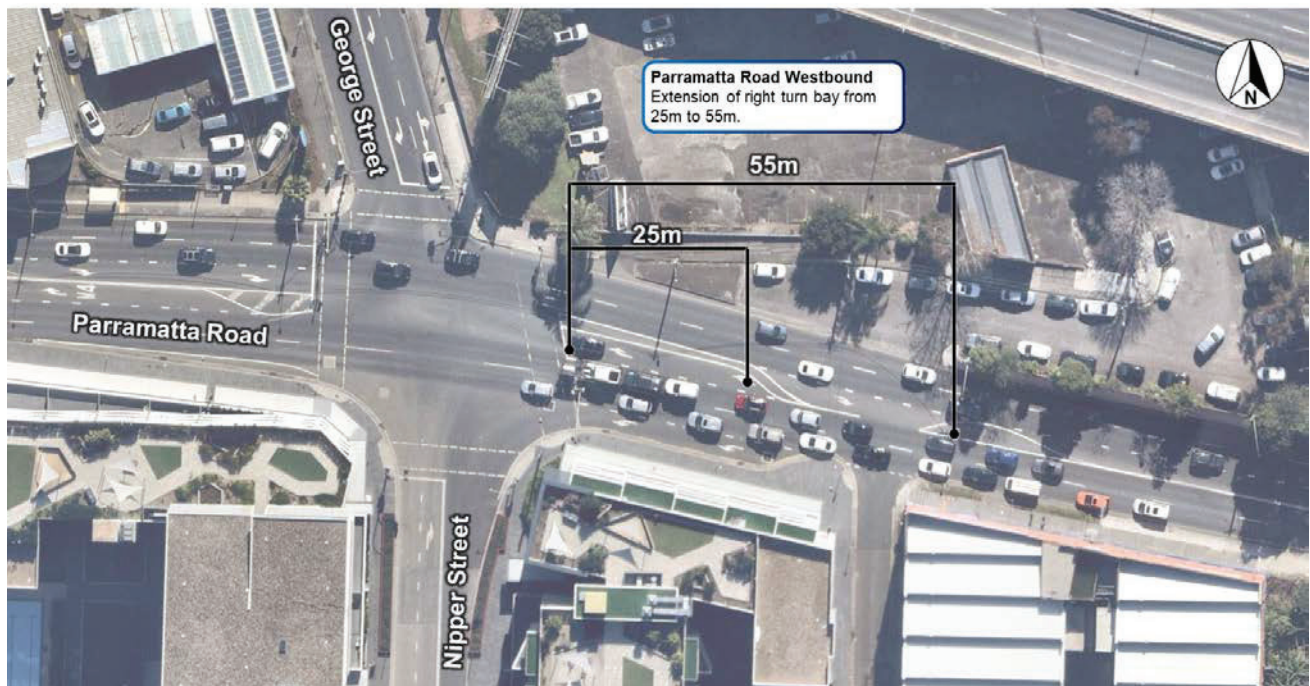 George Street
Parramatta Road Westbound
Extension of right turn bay from
25m to 55m.
N
55m
25m
M4
Parramatta Road
Nipper Street